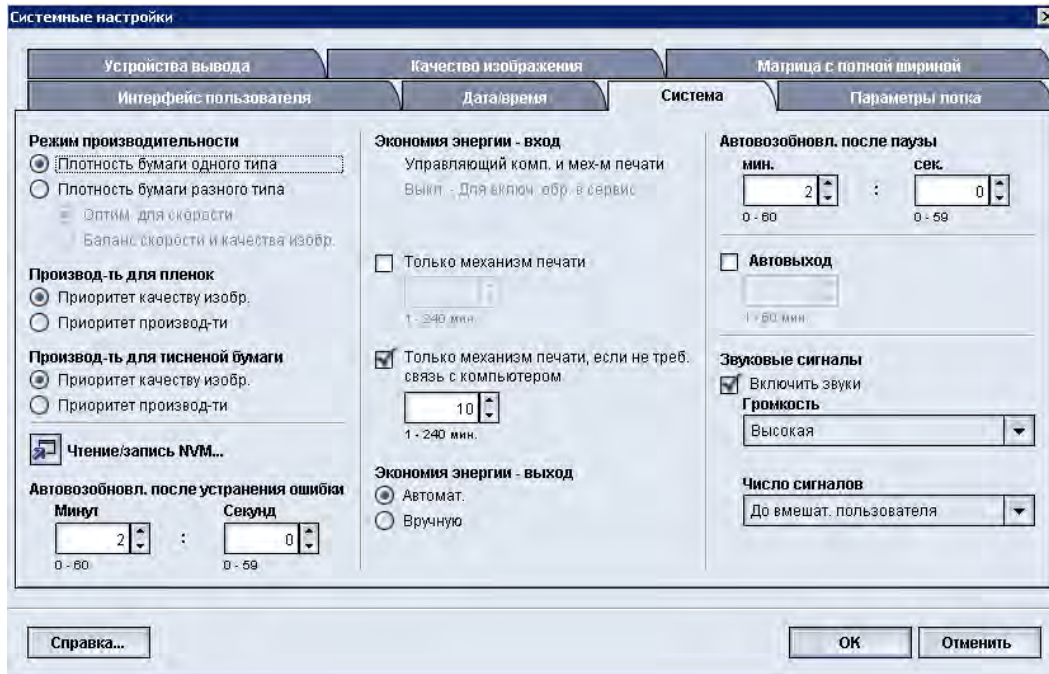 Системные настройки
Устройства вывода
Качество изображения
Матрица с полной шириной
Интерфейс пользователя
Дата/время
Система
Параметры лотка
Режим производительности
Плотность бумаги одного типа
Плотность бумаги разного типа
Оптим. для скорости
Баланс скорости и качества изобр.
Производ-ть для пленок
Приоритет качеству изобр.
Приоритет производ-ти
Производ-ть для тисненой бумаги
Приоритет качеству изобр.
Приоритет производ-ти
Чтение/запись NVM...
Автовозобновл. после устранения ошибки
Минут Секунд
2 : 0
0 - 60 0 - 59
Экономия энергии - вход
Управляющий комп. и мех-м печати
Выкл. - Для включ. обр. в сервис
Только механизм печати
1 - 240 мин.
Только механизм печати, если не треб.
связь с компьютером
10
1 - 240 мин.
Экономия энергии - выход
Автомат.
Вручную
Автовозобновл. после паузы
мин. сек.
2 : 0
0 - 60 0 - 59
Автовыход
1 - 60 мин.
Звуковые сигналы
Включить звуки
Громкость
Высокая
Число сигналов
До вмешат. пользователя
Справка...
OK
Отменить